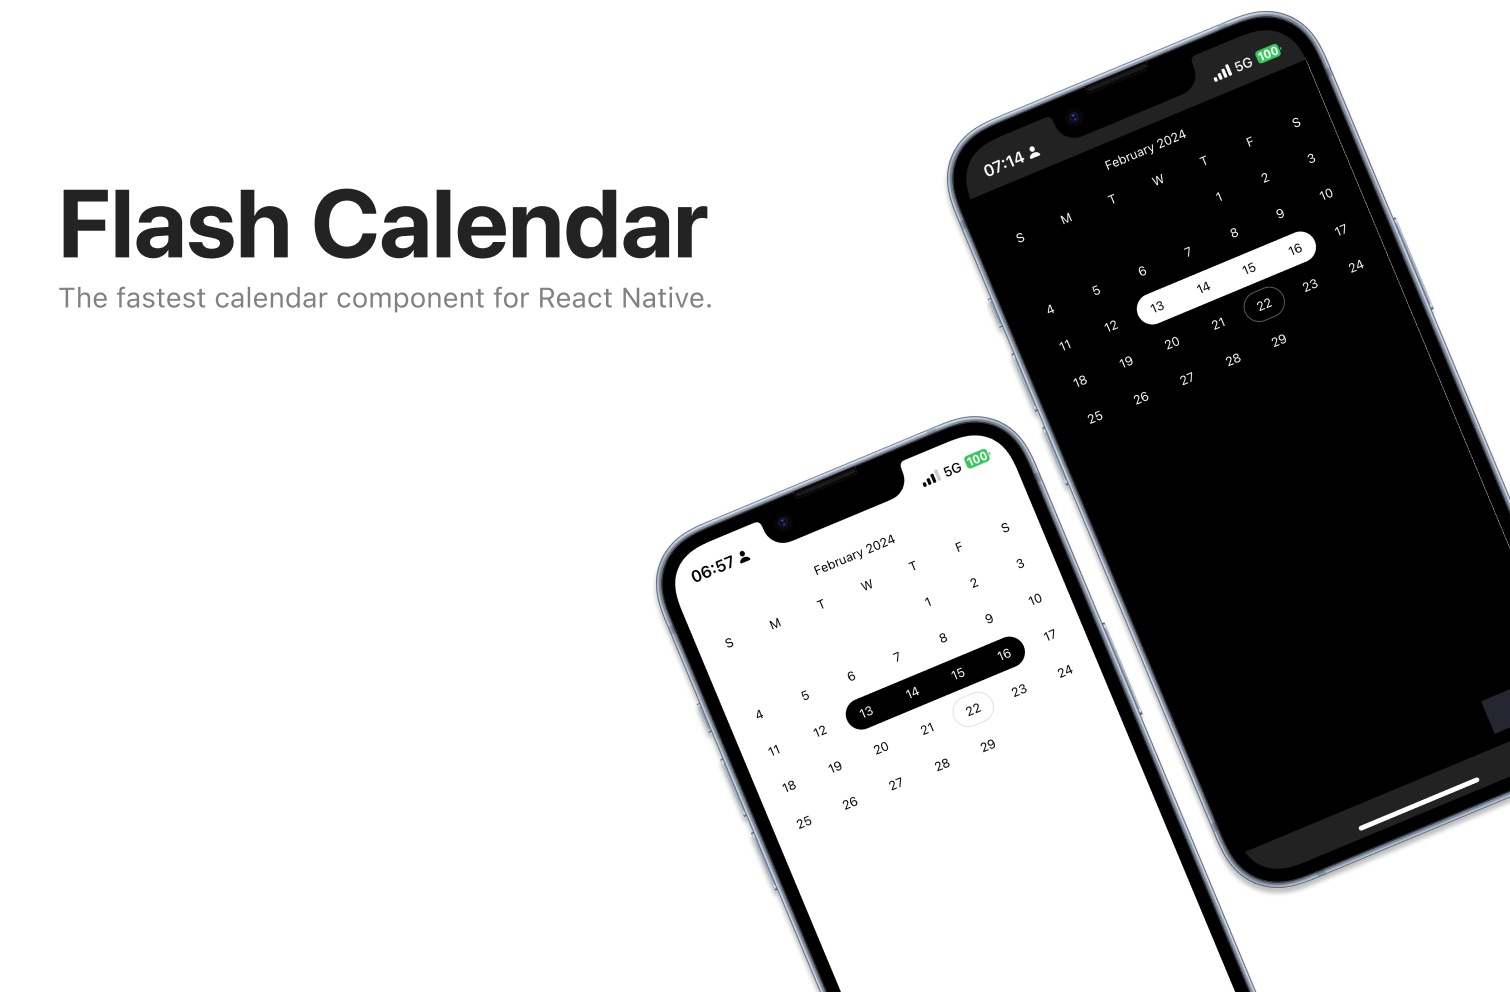 Flash Calendar
The fastest calendar component for React Native.
07:14
5G 100
February 2024
S M T W T F S
1 2 3
4 5 6 7 8 9 10
11 12 13 14 15 16 17
18 19 20 21 22 23 24
25 26 27 28 29
06:57
5G 100
February 2024
S M T W T F S
1 2 3
4 5 6 7 8 9 10
11 12 13 14 15 16 17
18 19 20 21 22 23 24
25 26 27 28 29